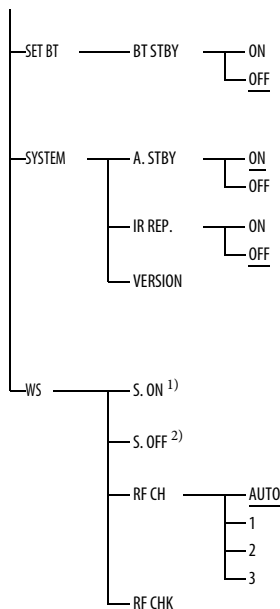 SET BT BT STBY ON
OFF
SYSTEM A. STBY ON
OFF
IR REP. ON
OFF
VERSION
WS S. ON 1)
S. OFF 2)
RF CH AUTO
1
2
3
RF CHK